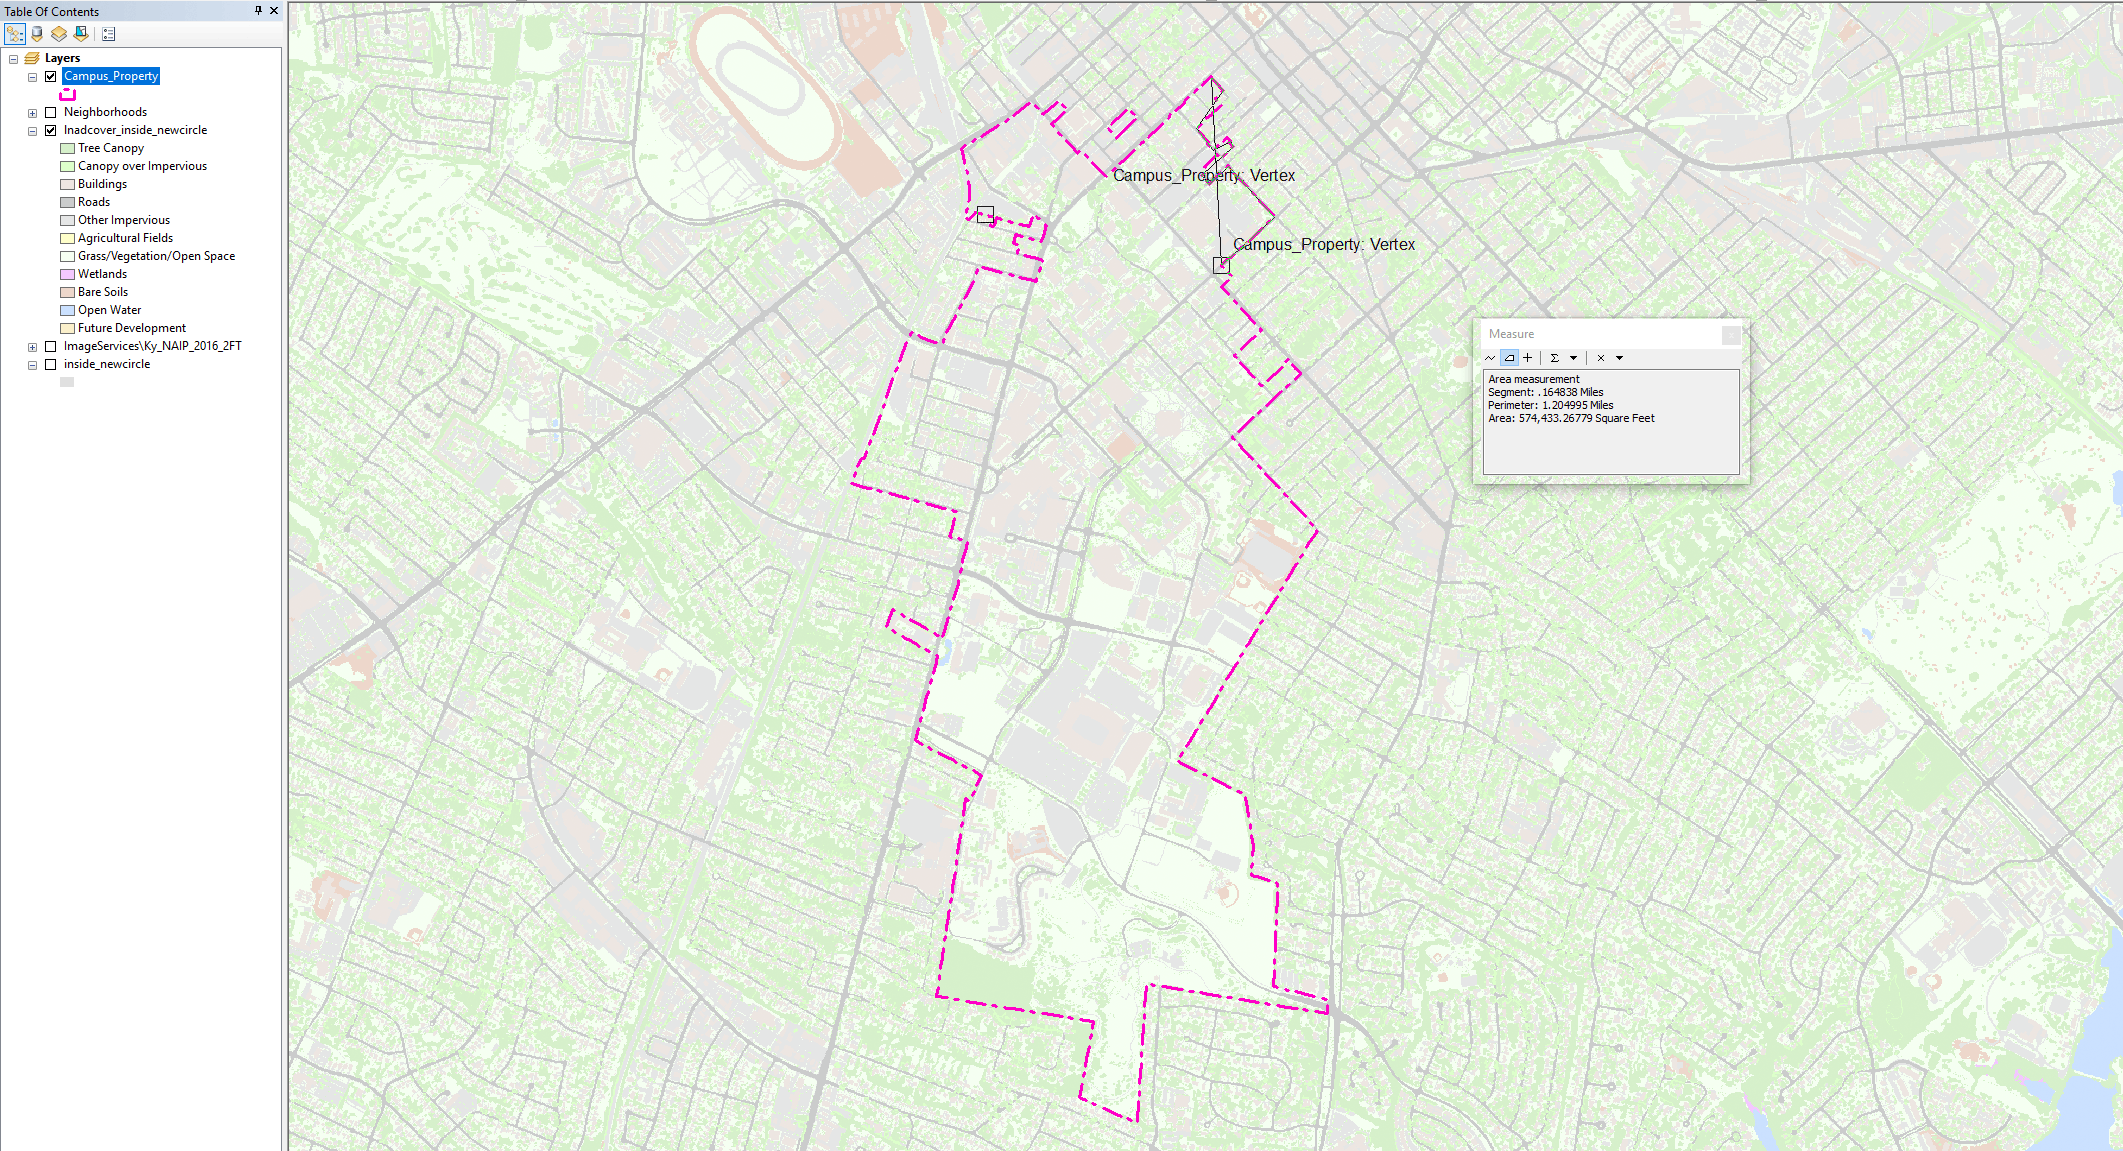 Table Of Contents
Layers
Campus_Property
Neighborhoods
lnadcover_inside_newcircle
Tree Canopy
Canopy over Impervious
Buildings
Roads
Other Impervious
Agricultural Fields
Grass/Vegetation/Open Space
Wetlands
Bare Soils
Open Water
Future Development
ImageServices\Ky_NAIP_2016_2FT
inside_newcircle
Campus_Property: Vertex
Campus_Property: Vertex
Measure
Area measurement
Segment: .164838 Miles
Perimeter: 1.204995 Miles
Area: 574,433.26779 Square Feet